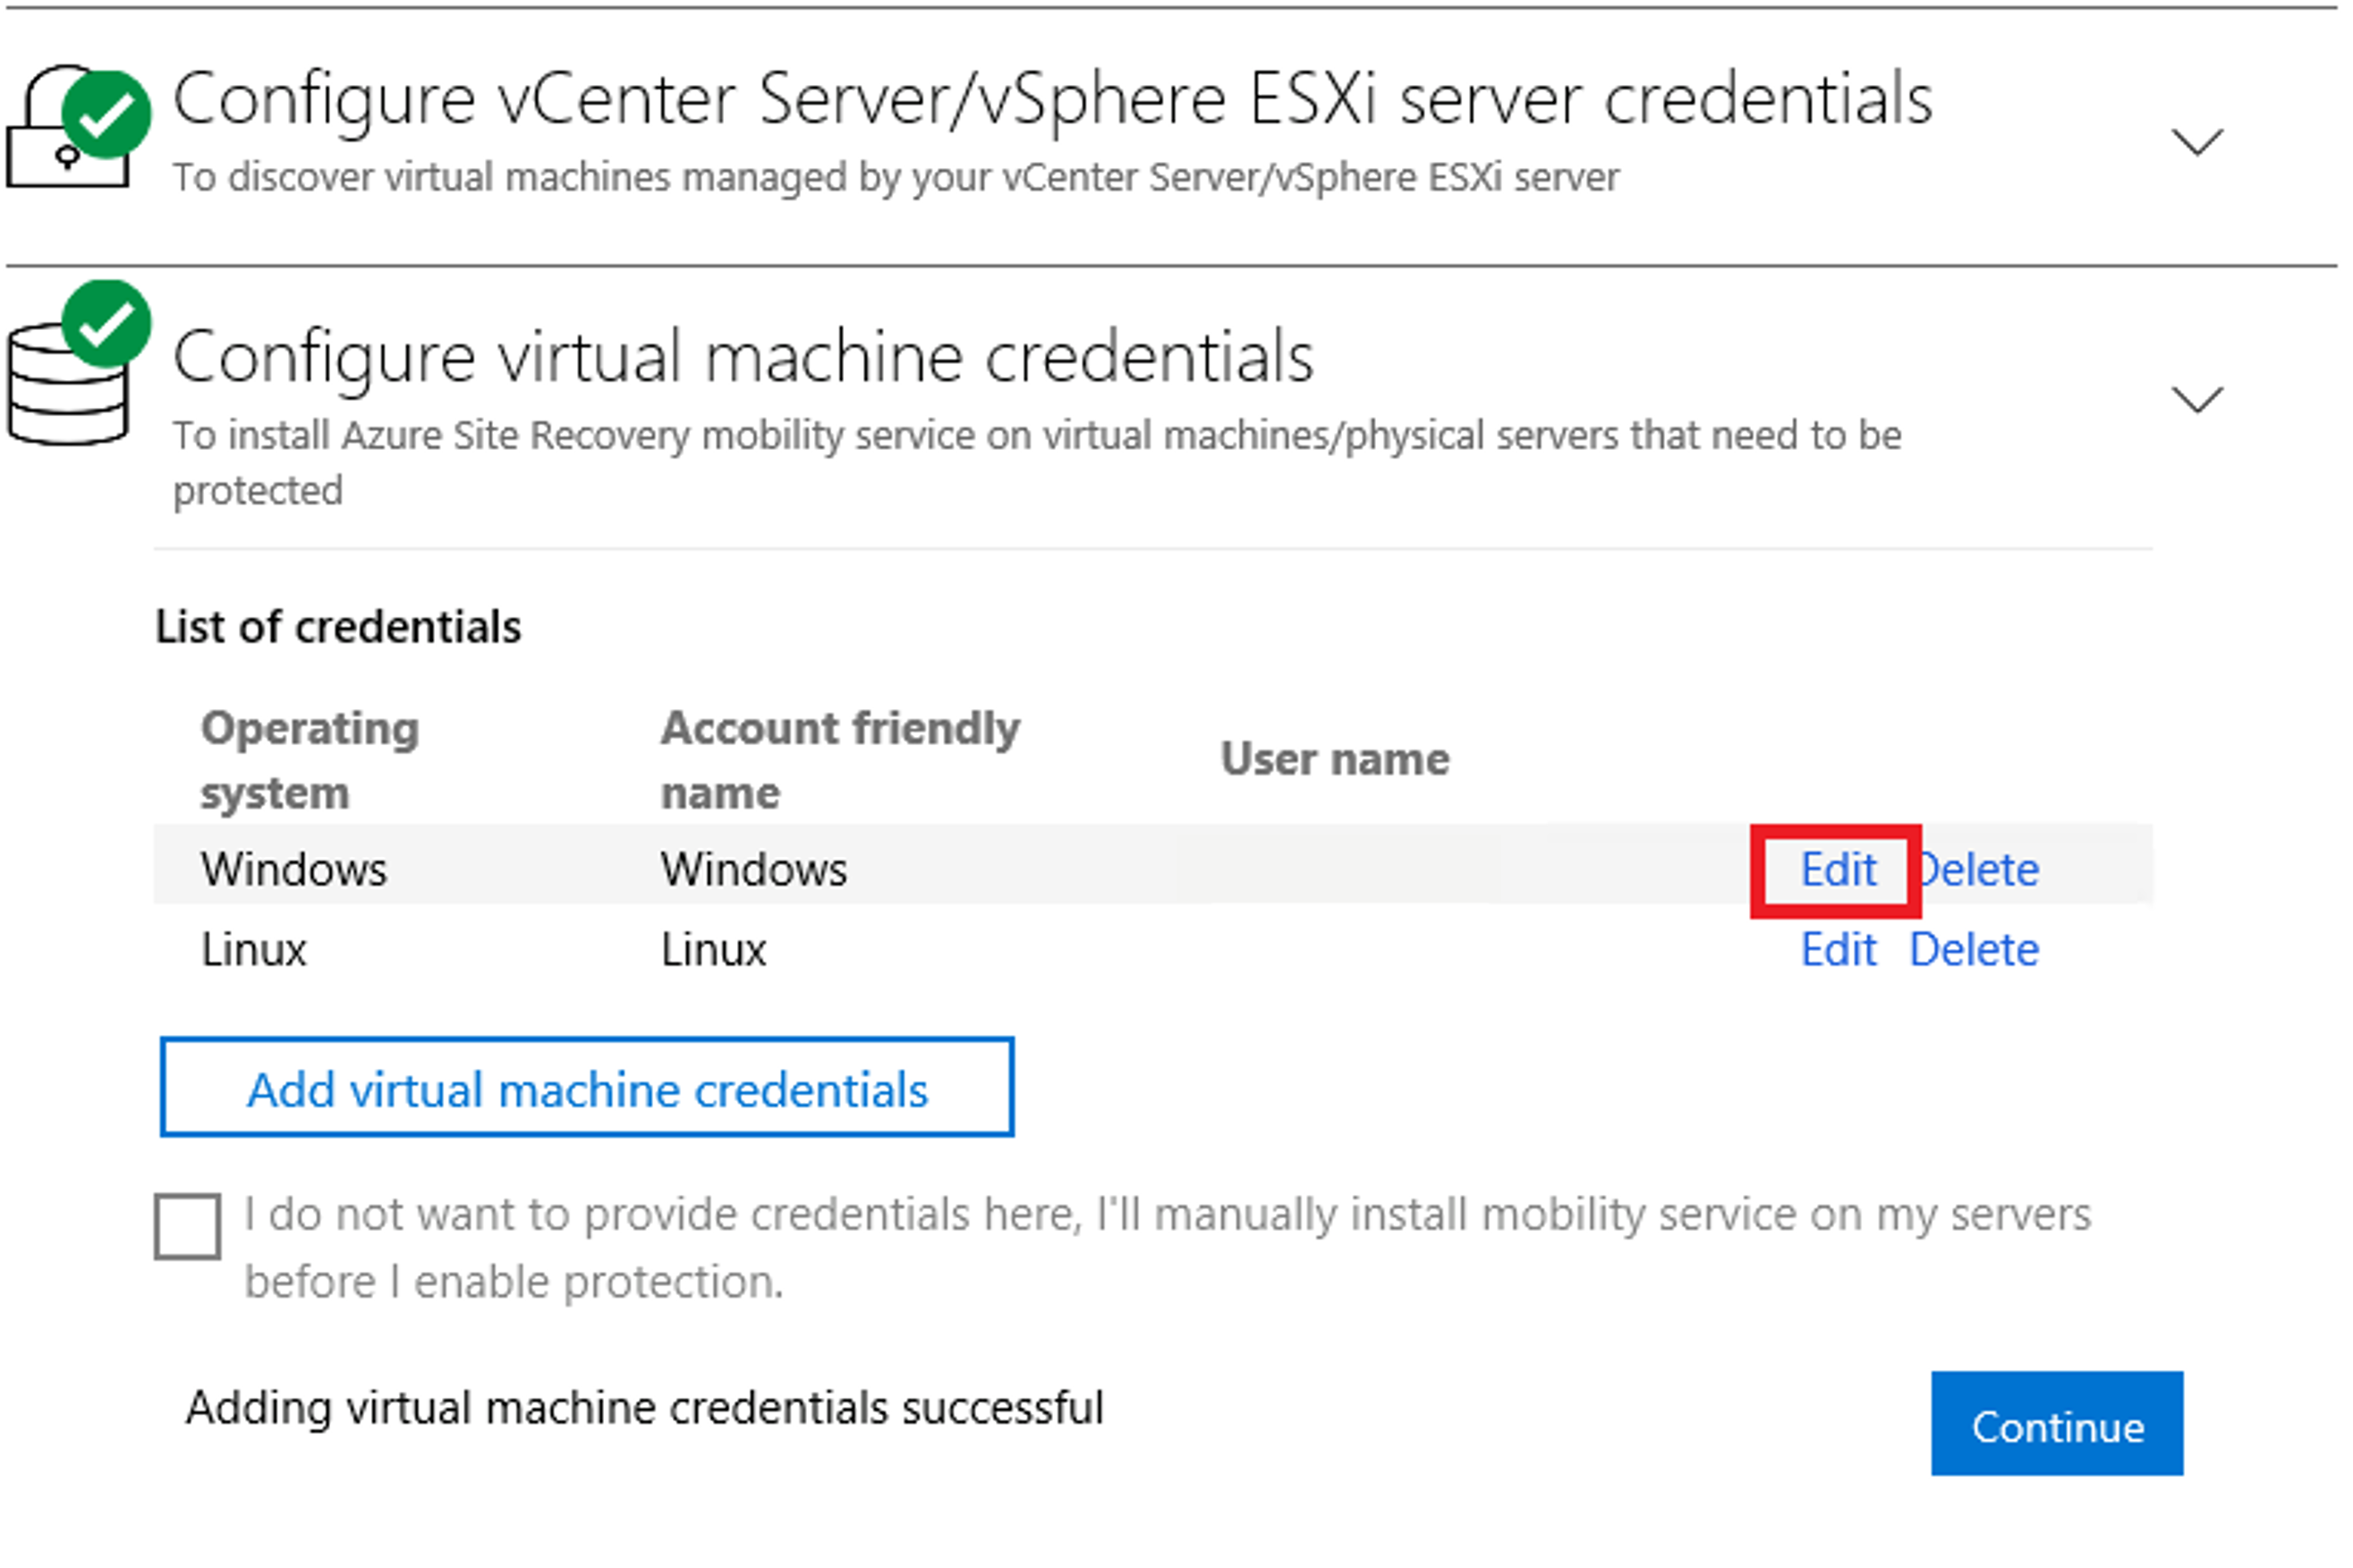 Configure vCenter Server/vSphere ESXi server credentials
To discover virtual machines managed by your vCenter Server/vSphere ESXi server
Configure virtual machine credentials
To install Azure Site Recovery mobility service on virtual machines/physical servers that need to be
protected
List of credentials
Operating system Account friendly name User name
Windows Windows Edit Delete
Linux Linux Edit Delete
Add virtual machine credentials
I do not want to provide credentials here, I'll manually install mobility service on my servers
before I enable protection.
Adding virtual machine credentials successful
Continue